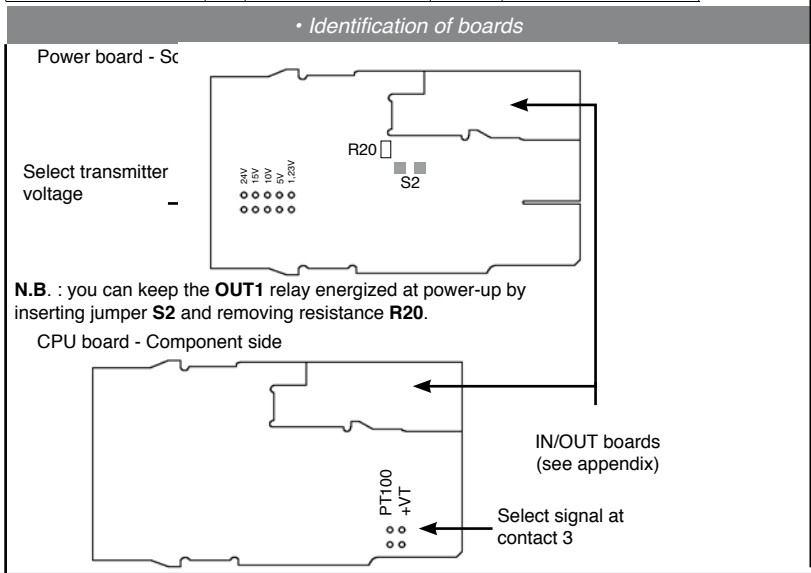 • Identification of boards
Power board -
R20
S2
Select transmitter
voltage
24V
15V
10V
5V
1,23V
N.B. : you can keep the OUT1 relay energized at power-up by
inserting jumper S2 and removing resistance R20.
CPU board - Component side
IN/OUT boards
(see appendix)
PT100
+VT
Select signal at
contact 3